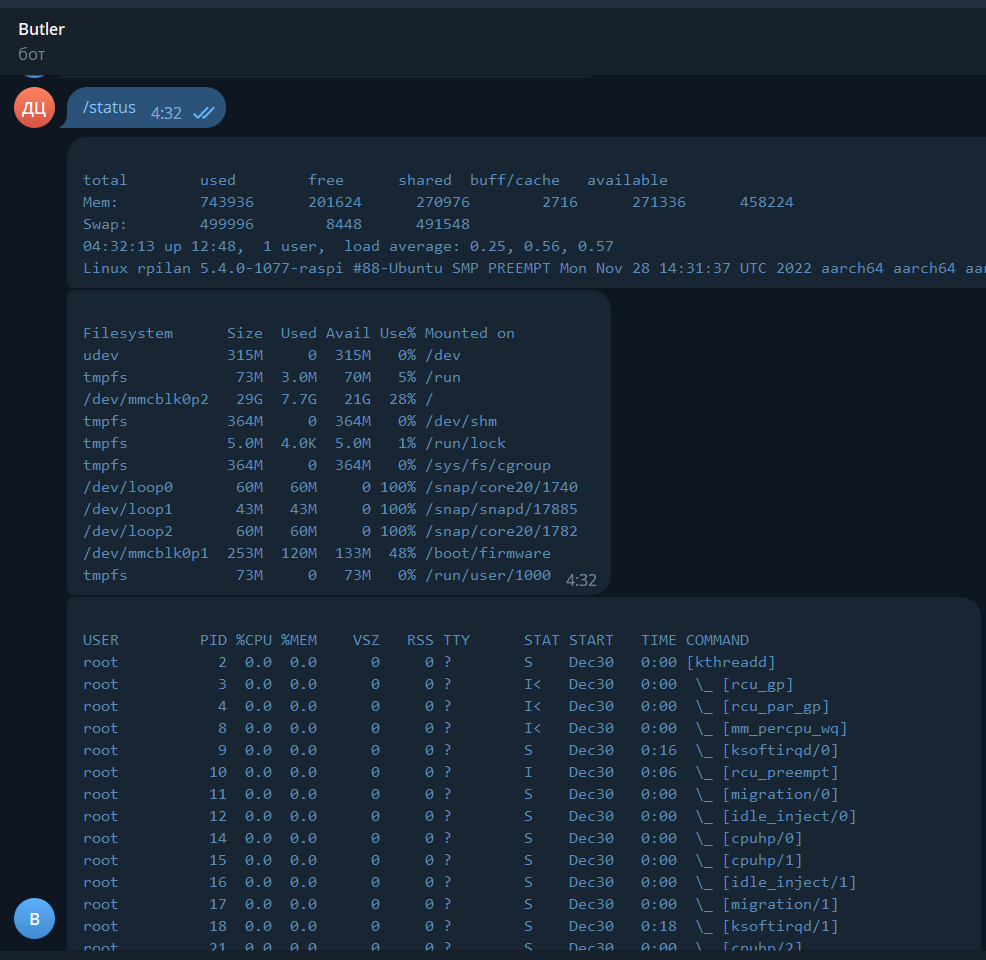 Butler
бот
ДЦ
/status 4:32
total used free shared buff/cache available
Mem: 743936 201624 270976 2716 271336 458224
Swap: 499996 8448 491548
04:32:13 up 12:48, 1 user, load average: 0.25, 0.56, 0.57
Linux rpilan 5.4.0-1077-raspi #88-Ubuntu SMP PREEMPT Mon Nov 28 14:31:37 UTC 2022 aarch64 aarch64
Filesystem Size Used Avail Use% Mounted on
udev 315M 0 315M 0% /dev
tmpfs 73M 3.0M 70M 5% /run
/dev/mmcblk0p2 29G 7.7G 21G 28% /
tmpfs 364M 0 364M 0% /dev/shm
tmpfs 5.0M 4.0K 5.0M 1% /run/lock
tmpfs 364M 0 364M 0% /sys/fs/cgroup
/dev/loop0 60M 60M 0 100% /snap/core20/1740
/dev/loop1 43M 43M 0 100% /snap/snapd/17885
/dev/loop2 60M 60M 0 100% /snap/core20/1782
/dev/mmcblk0p1 253M 120M 133M 48% /boot/firmware
tmpfs 73M 0 73M 0% /run/user/1000
4:32
USER PID %CPU %MEM VSZ RSS TTY STAT START TIME COMMAND
root 2 0.0 0.0 0 0 ? S Dec30 0:00 [kthreadd]
root 3 0.0 0.0 0 0 ? I< Dec30 0:00 \_ [rcu_gp]
root 4 0.0 0.0 0 0 ? I< Dec30 0:00 \_ [rcu_par_gp]
root 8 0.0 0.0 0 0 ? I< Dec30 0:00 \_ [mm_percpu_wq]
root 9 0.0 0.0 0 0 ? S Dec30 0:16 \_ [ksoftirqd/0]
root 10 0.0 0.0 0 0 ? I Dec30 0:06 \_ [rcu_preempt]
root 11 0.0 0.0 0 0 ? S Dec30 0:00 \_ [migration/0]
root 12 0.0 0.0 0 0 ? S Dec30 0:00 \_ [idle_inject/0]
root 14 0.0 0.0 0 0 ? S Dec30 0:00 \_ [cpuhp/0]
root 15 0.0 0.0 0 0 ? S Dec30 0:00 \_ [cpuhp/1]
root 16 0.0 0.0 0 0 ? S Dec30 0:00 \_ [idle_inject/1]
root 17 0.0 0.0 0 0 ? S Dec30 0:00 \_ [migration/1]
B
root 18 0.0 0.0 0 0 ? S Dec30 0:18 \_ [ksoftirqd/1]
root 21 0.0 0.0 0 0 ? S Dec30 0:00 \_ [cpuhp/2]